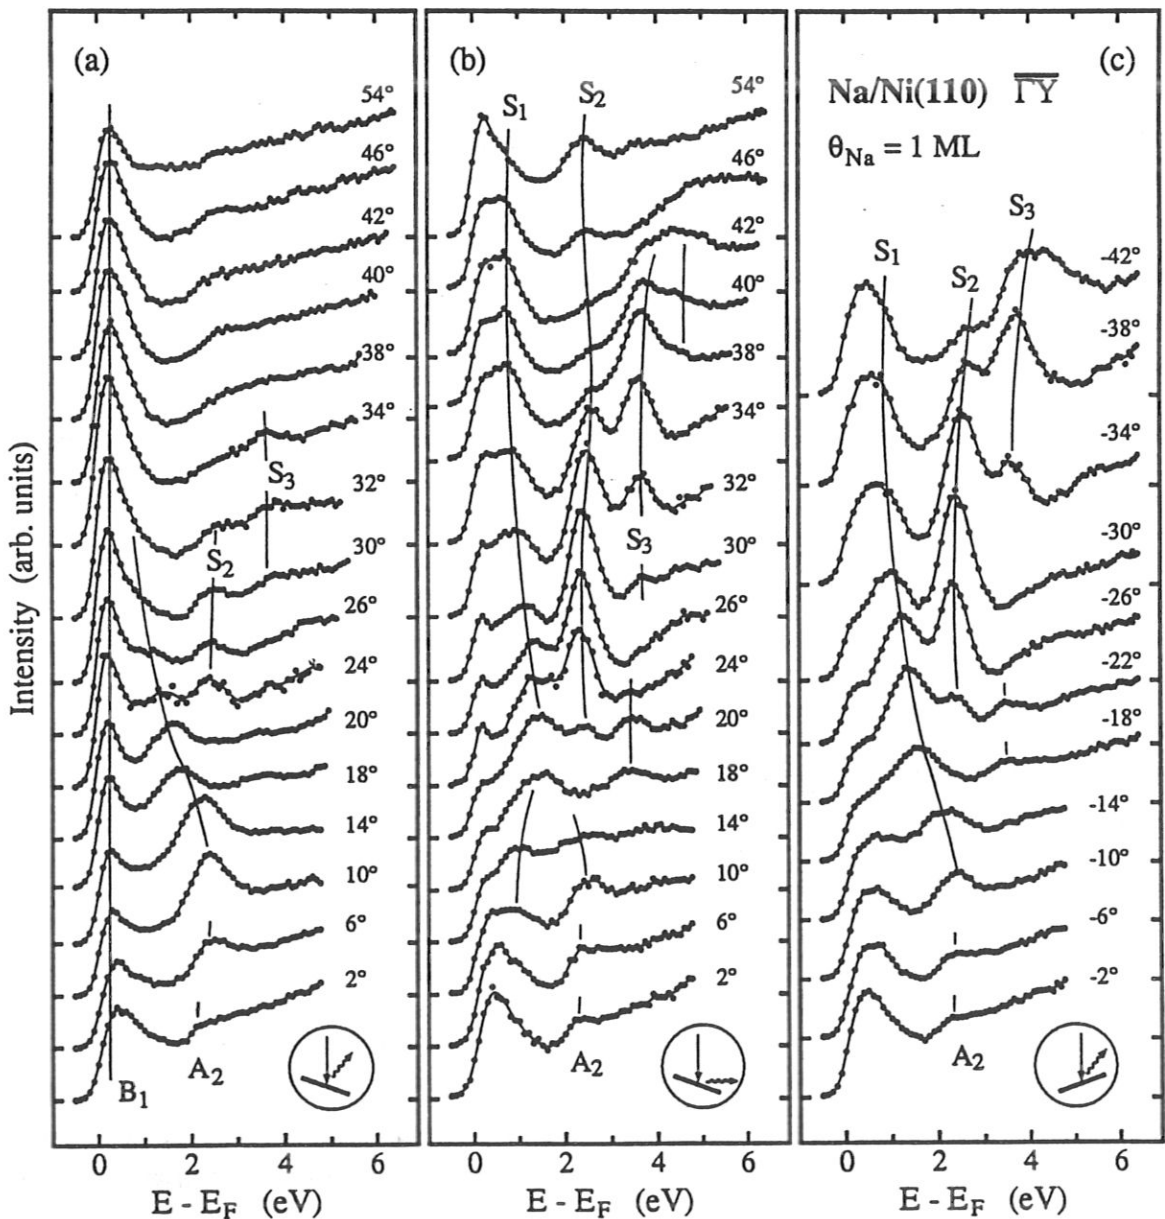 Intensity (arb. units)
(a)
54°
46°
42°
40°
38°
34°
S3
32°
S2
30°
26°
24°
20°
18°
14°
10°
6°
2°
A2
B1
0 2 4 6
E - EF (eV)
(b)
S1
S2
54°
46°
42°
40°
38°
34°
32°
S3
30°
26°
24°
20°
18°
14°
10°
6°
2°
A2
0 2 4 6
E - EF (eV)
(c)
Na/Ni(110) Γ̅Y̅
θNa = 1 ML
S3
S1
S2
-42°
-38°
-34°
-30°
-26°
-22°
-18°
-14°
-10°
-6°
-2°
A2
0 2 4 6
E - EF (eV)